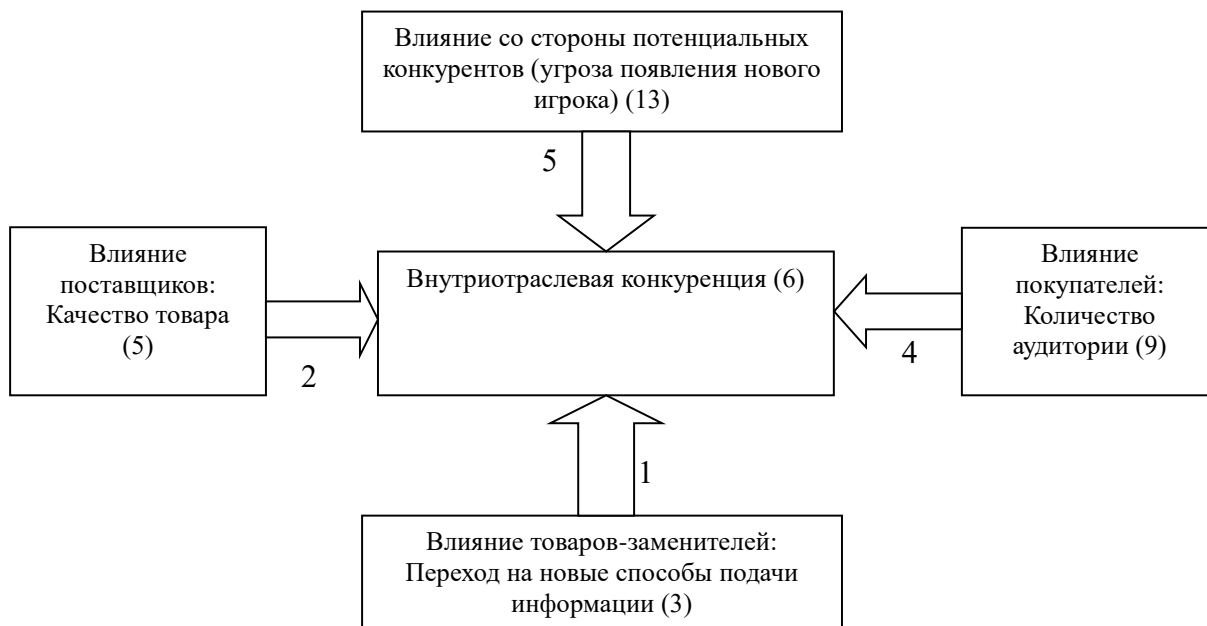 Влияние со стороны потенциальных
конкурентов (угроза появления нового
игрока) (13)
5
Влияние
поставщиков:
Качество товара
(5)
2
Внутриотраслевая конкуренция (6)
Влияние
покупателей:
Количество
аудитории (9)
4
1
Влияние товаров-заменителей:
Переход на новые способы подачи
информации (3)